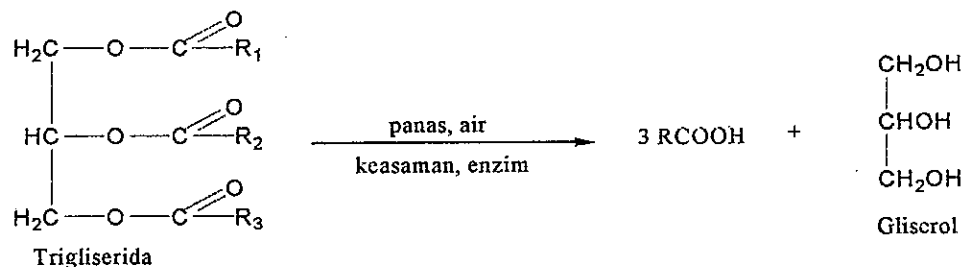 H₂C—O—C(=O)—R₁
HC—O—C(=O)—R₂
H₂C—O—C(=O)—R₃
Trigliserida
panas, air
keasaman, enzim
3 RCOOH +
CH₂OH
CHOH
CH₂OH
Gliscrol